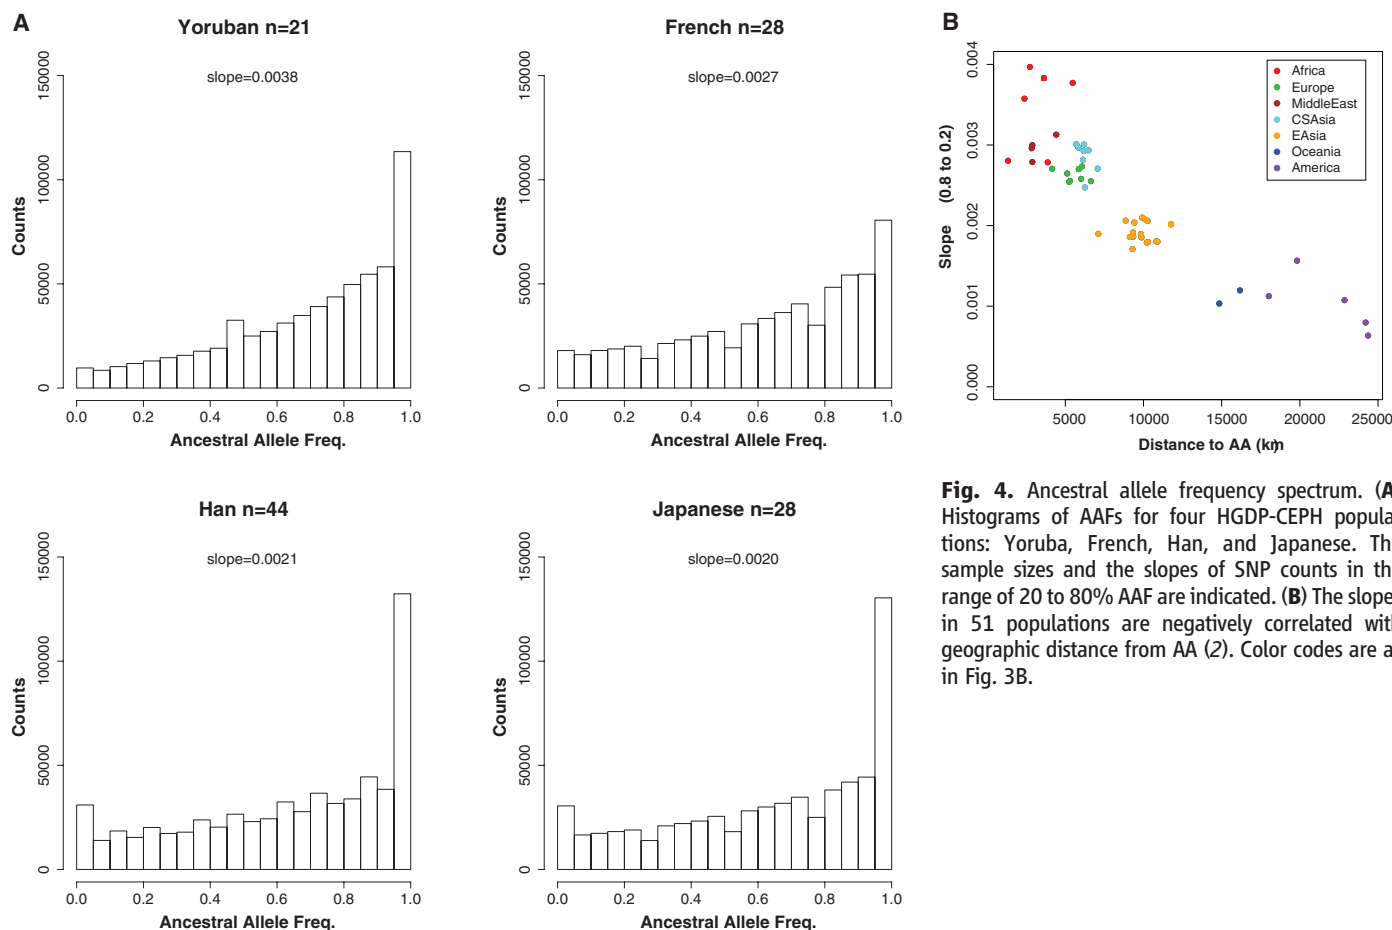 A
Yoruban n=21
slope=0.0038
Counts
0
50000
100000
150000
0.0 0.2 0.4 0.6 0.8 1.0
Ancestral Allele Freq.
French n=28
slope=0.0027
Counts
0
50000
100000
150000
0.0 0.2 0.4 0.6 0.8 1.0
Ancestral Allele Freq.
Han n=44
slope=0.0021
Counts
0
50000
100000
150000
0.0 0.2 0.4 0.6 0.8 1.0
Ancestral Allele Freq.
Japanese n=28
slope=0.0020
Counts
0
50000
100000
150000
0.0 0.2 0.4 0.6 0.8 1.0
Ancestral Allele Freq.
B
Slope (0.8 to 0.2)
0.000
0.001
0.002
0.003
0.004
Africa
Europe
MiddleEast
CSAsia
EAsia
Oceania
America
5000 10000 15000 20000 25000
Distance to AA (km)
Fig. 4. Ancestral allele frequency spectrum. (A
Histograms of AAFs for four HGDP-CEPH popula
tions: Yoruba, French, Han, and Japanese. Th
sample sizes and the slopes of SNP counts in th
range of 20 to 80% AAF are indicated. (B) The slope
in 51 populations are negatively correlated wit
geographic distance from AA (2). Color codes are a
in Fig. 3B.